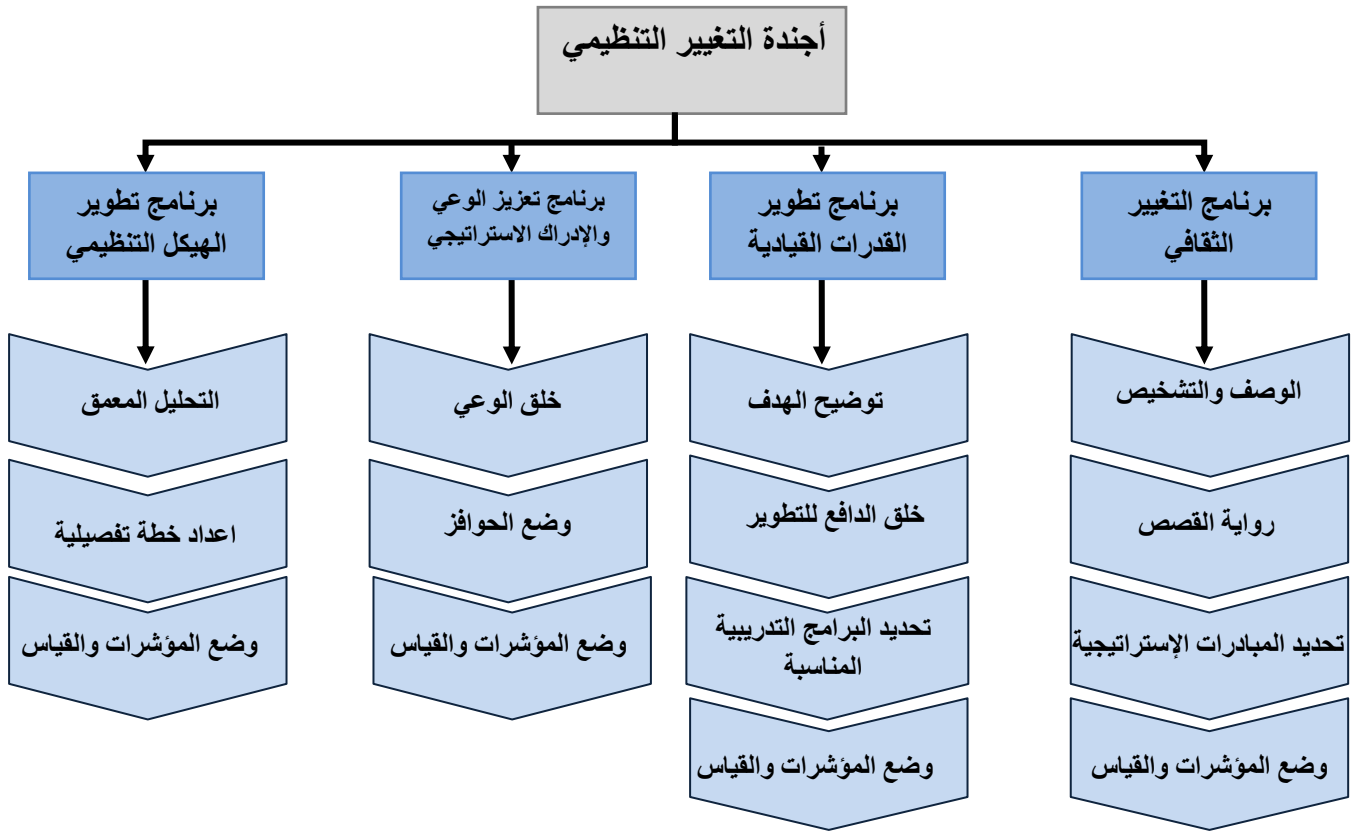 أجندة التغيير التنظيمي
برنامج التغيير
الثقافي
برنامج تطوير
القدرات القيادية
برنامج تعزيز الوعي
والإدراك الاستراتيجي
برنامج تطوير
الهيكل التنظيمي
الوصف والتشخيص
رواية القصص
تحديد المبادرات الإستراتيجية
وضع المؤشرات والقياس
توضيح الهدف
خلق الدافع للتطوير
تحديد البرامج التدريبية
المناسبة
وضع المؤشرات والقياس
خلق الوعي
وضع الحوافز
وضع المؤشرات والقياس
التحليل المعمق
اعداد خطة تفصيلية
وضع المؤشرات والقياس